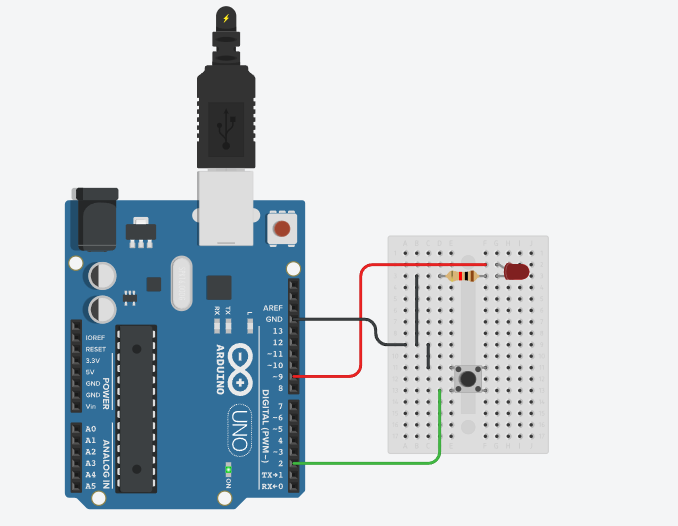 AREF
GND
13
12
~11
~10
~9
8
7
~6
~5
4
~3
2
TX→1
RX←0
DIGITAL (PWM~)
IOREF
RESET
3.3V
5V
GND
GND
Vin
POWER
A0
A1
A2
A3
A4
A5
ANALOG IN
RX
TX
L
ARDUINO
UNO
ON